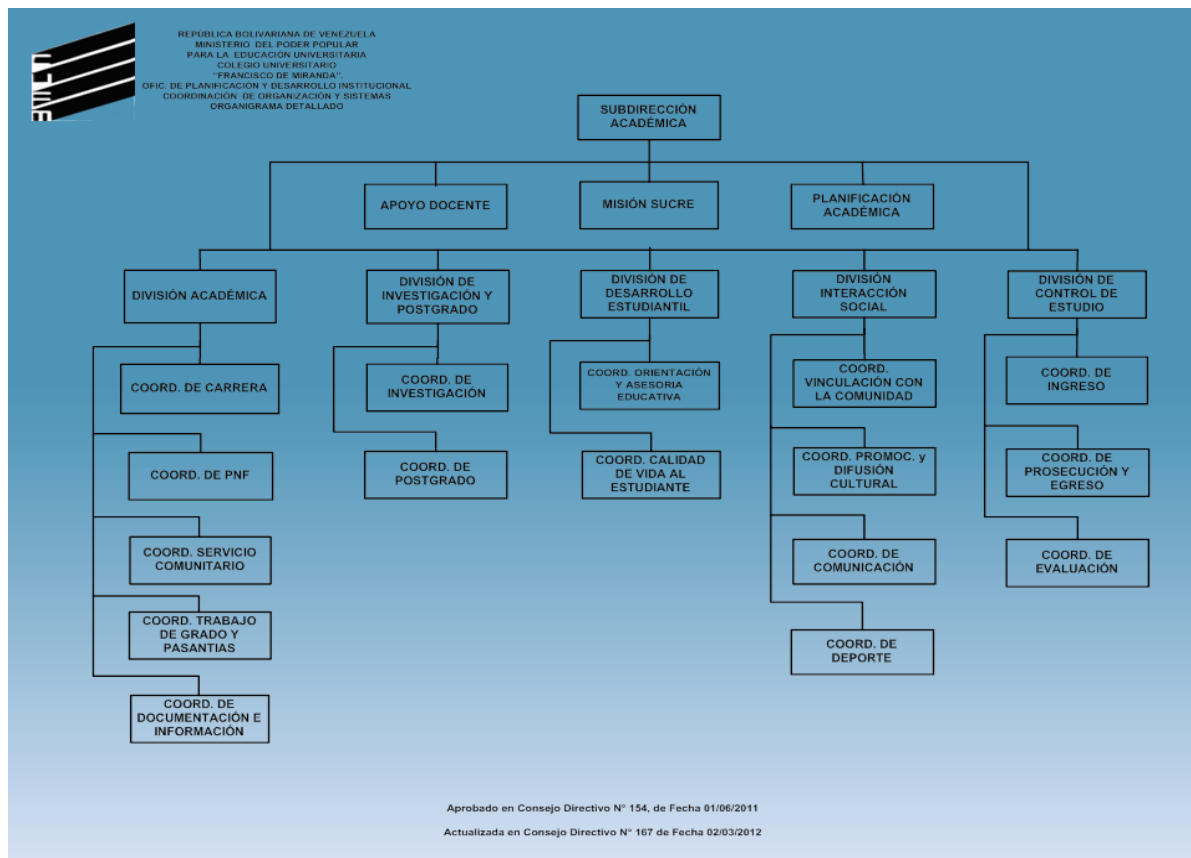 REPÚBLICA BOLIVARIANA DE VENEZUELA
MINISTERIO DEL PODER POPULAR
PARA LA EDUCACIÓN UNIVERSITARIA
COLEGIO UNIVERSITARIO
"FRANCISCO DE MIRANDA".
OFIC. DE PLANIFICACIÓN Y DESARROLLO INSTITUCIONAL
COORDINACIÓN DE ORGANIZACIÓN Y SISTEMAS
ORGANIGRAMA DETALLADO
SUBDIRECCIÓN
ACADÉMICA
APOYO DOCENTE
MISIÓN SUCRE
PLANIFICACIÓN
ACADÉMICA
DIVISIÓN ACADÉMICA
DIVISIÓN DE
INVESTIGACIÓN Y
POSTGRADO
DIVISIÓN DE
DESARROLLO
ESTUDIANTIL
DIVISIÓN
INTERACCIÓN
SOCIAL
DIVISIÓN DE
CONTROL DE
ESTUDIO
COORD. DE CARRERA
COORD. DE
INVESTIGACIÓN
COORD. ORIENTACIÓN
Y ASESORIA
EDUCATIVA
COORD.
VINCULACIÓN CON
LA COMUNIDAD
COORD. DE
INGRESO
COORD. DE PNF
COORD. DE
POSTGRADO
COORD. CALIDAD
DE VIDA AL
ESTUDIANTE
COORD. PROMOC. y
DIFUSIÓN
CULTURAL
COORD. DE
PROSECUCIÓN Y
EGRESO
COORD. SERVICIO
COMUNITARIO
COORD. DE
COMUNICACIÓN
COORD. DE
EVALUACIÓN
COORD. TRABAJO
DE GRADO Y
PASANTIAS
COORD. DE
DEPORTE
COORD. DE
DOCUMENTACIÓN E
INFORMACIÓN
Aprobado en Consejo Directivo N° 154, de Fecha 01/06/2011
Actualizada en Consejo Directivo N° 167 de Fecha 02/03/2012